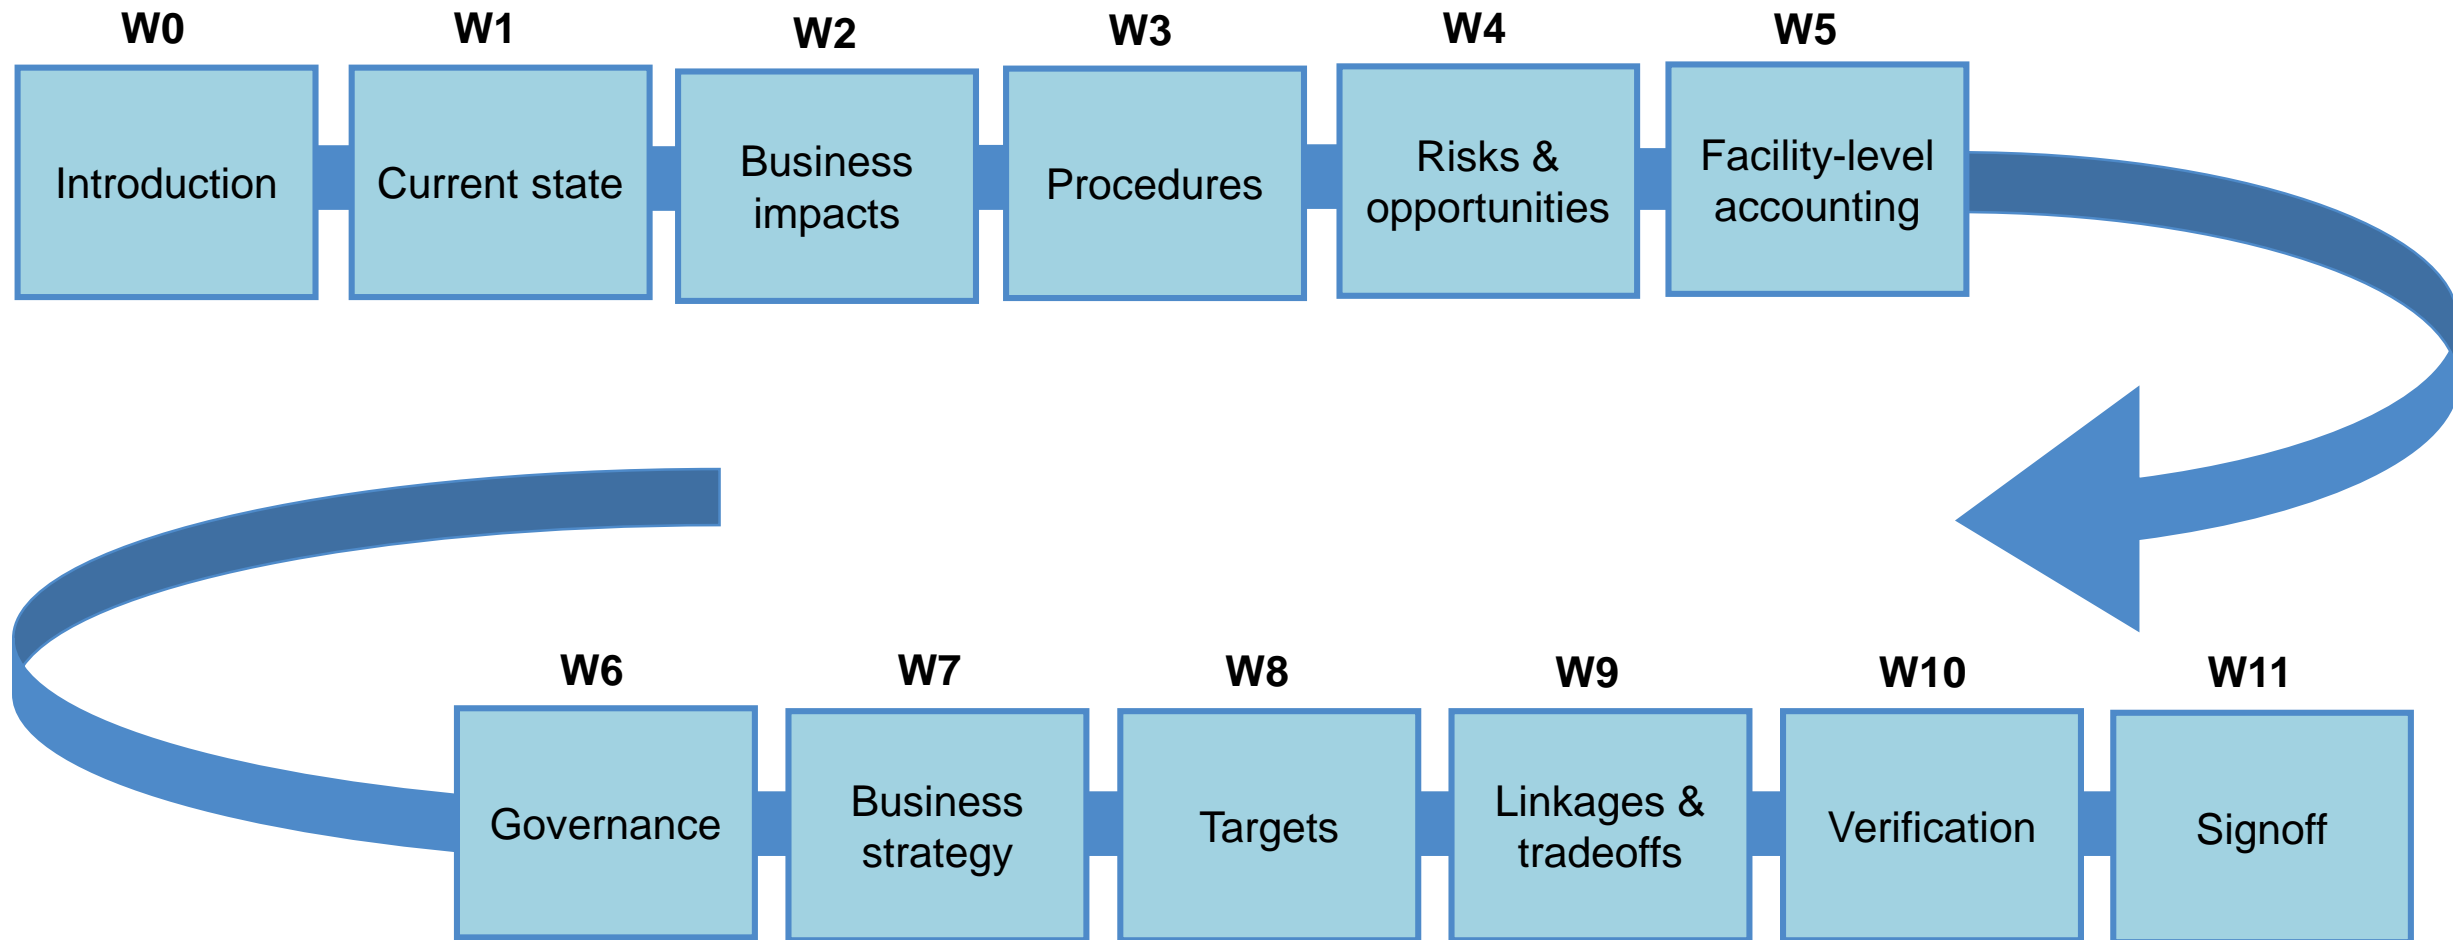 W0
Introduction
W1
Current state
W2
Business
impacts
W3
Procedures
W4
Risks &
opportunities
W5
Facility-level
accounting
W6
Governance
W7
Business
strategy
W8
Targets
W9
Linkages &
tradeoffs
W10
Verification
W11
Signoff